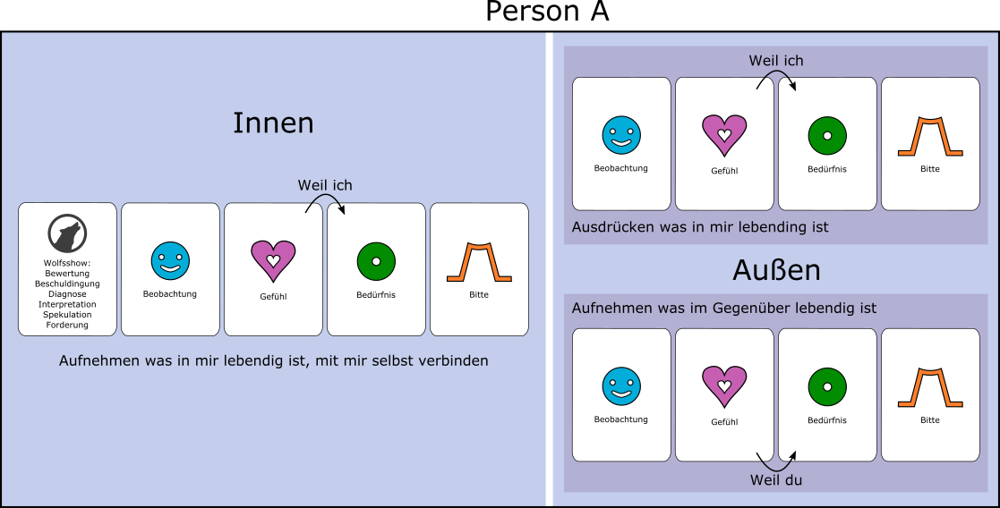 Person A
Innen
Weil ich
Wolfsshow:
Bewertung
Beschuldingung
Diagnose
Interpretation
Spekulation
Forderung
Beobachtung
Gefühl
Bedürfnis
Bitte
Aufnehmen was in mir lebendig ist, mit mir selbst verbinden
Weil ich
Beobachtung
Gefühl
Bedürfnis
Bitte
Ausdrücken was in mir lebending ist
Außen
Aufnehmen was im Gegenüber lebendig ist
Beobachtung
Gefühl
Bedürfnis
Bitte
Weil du